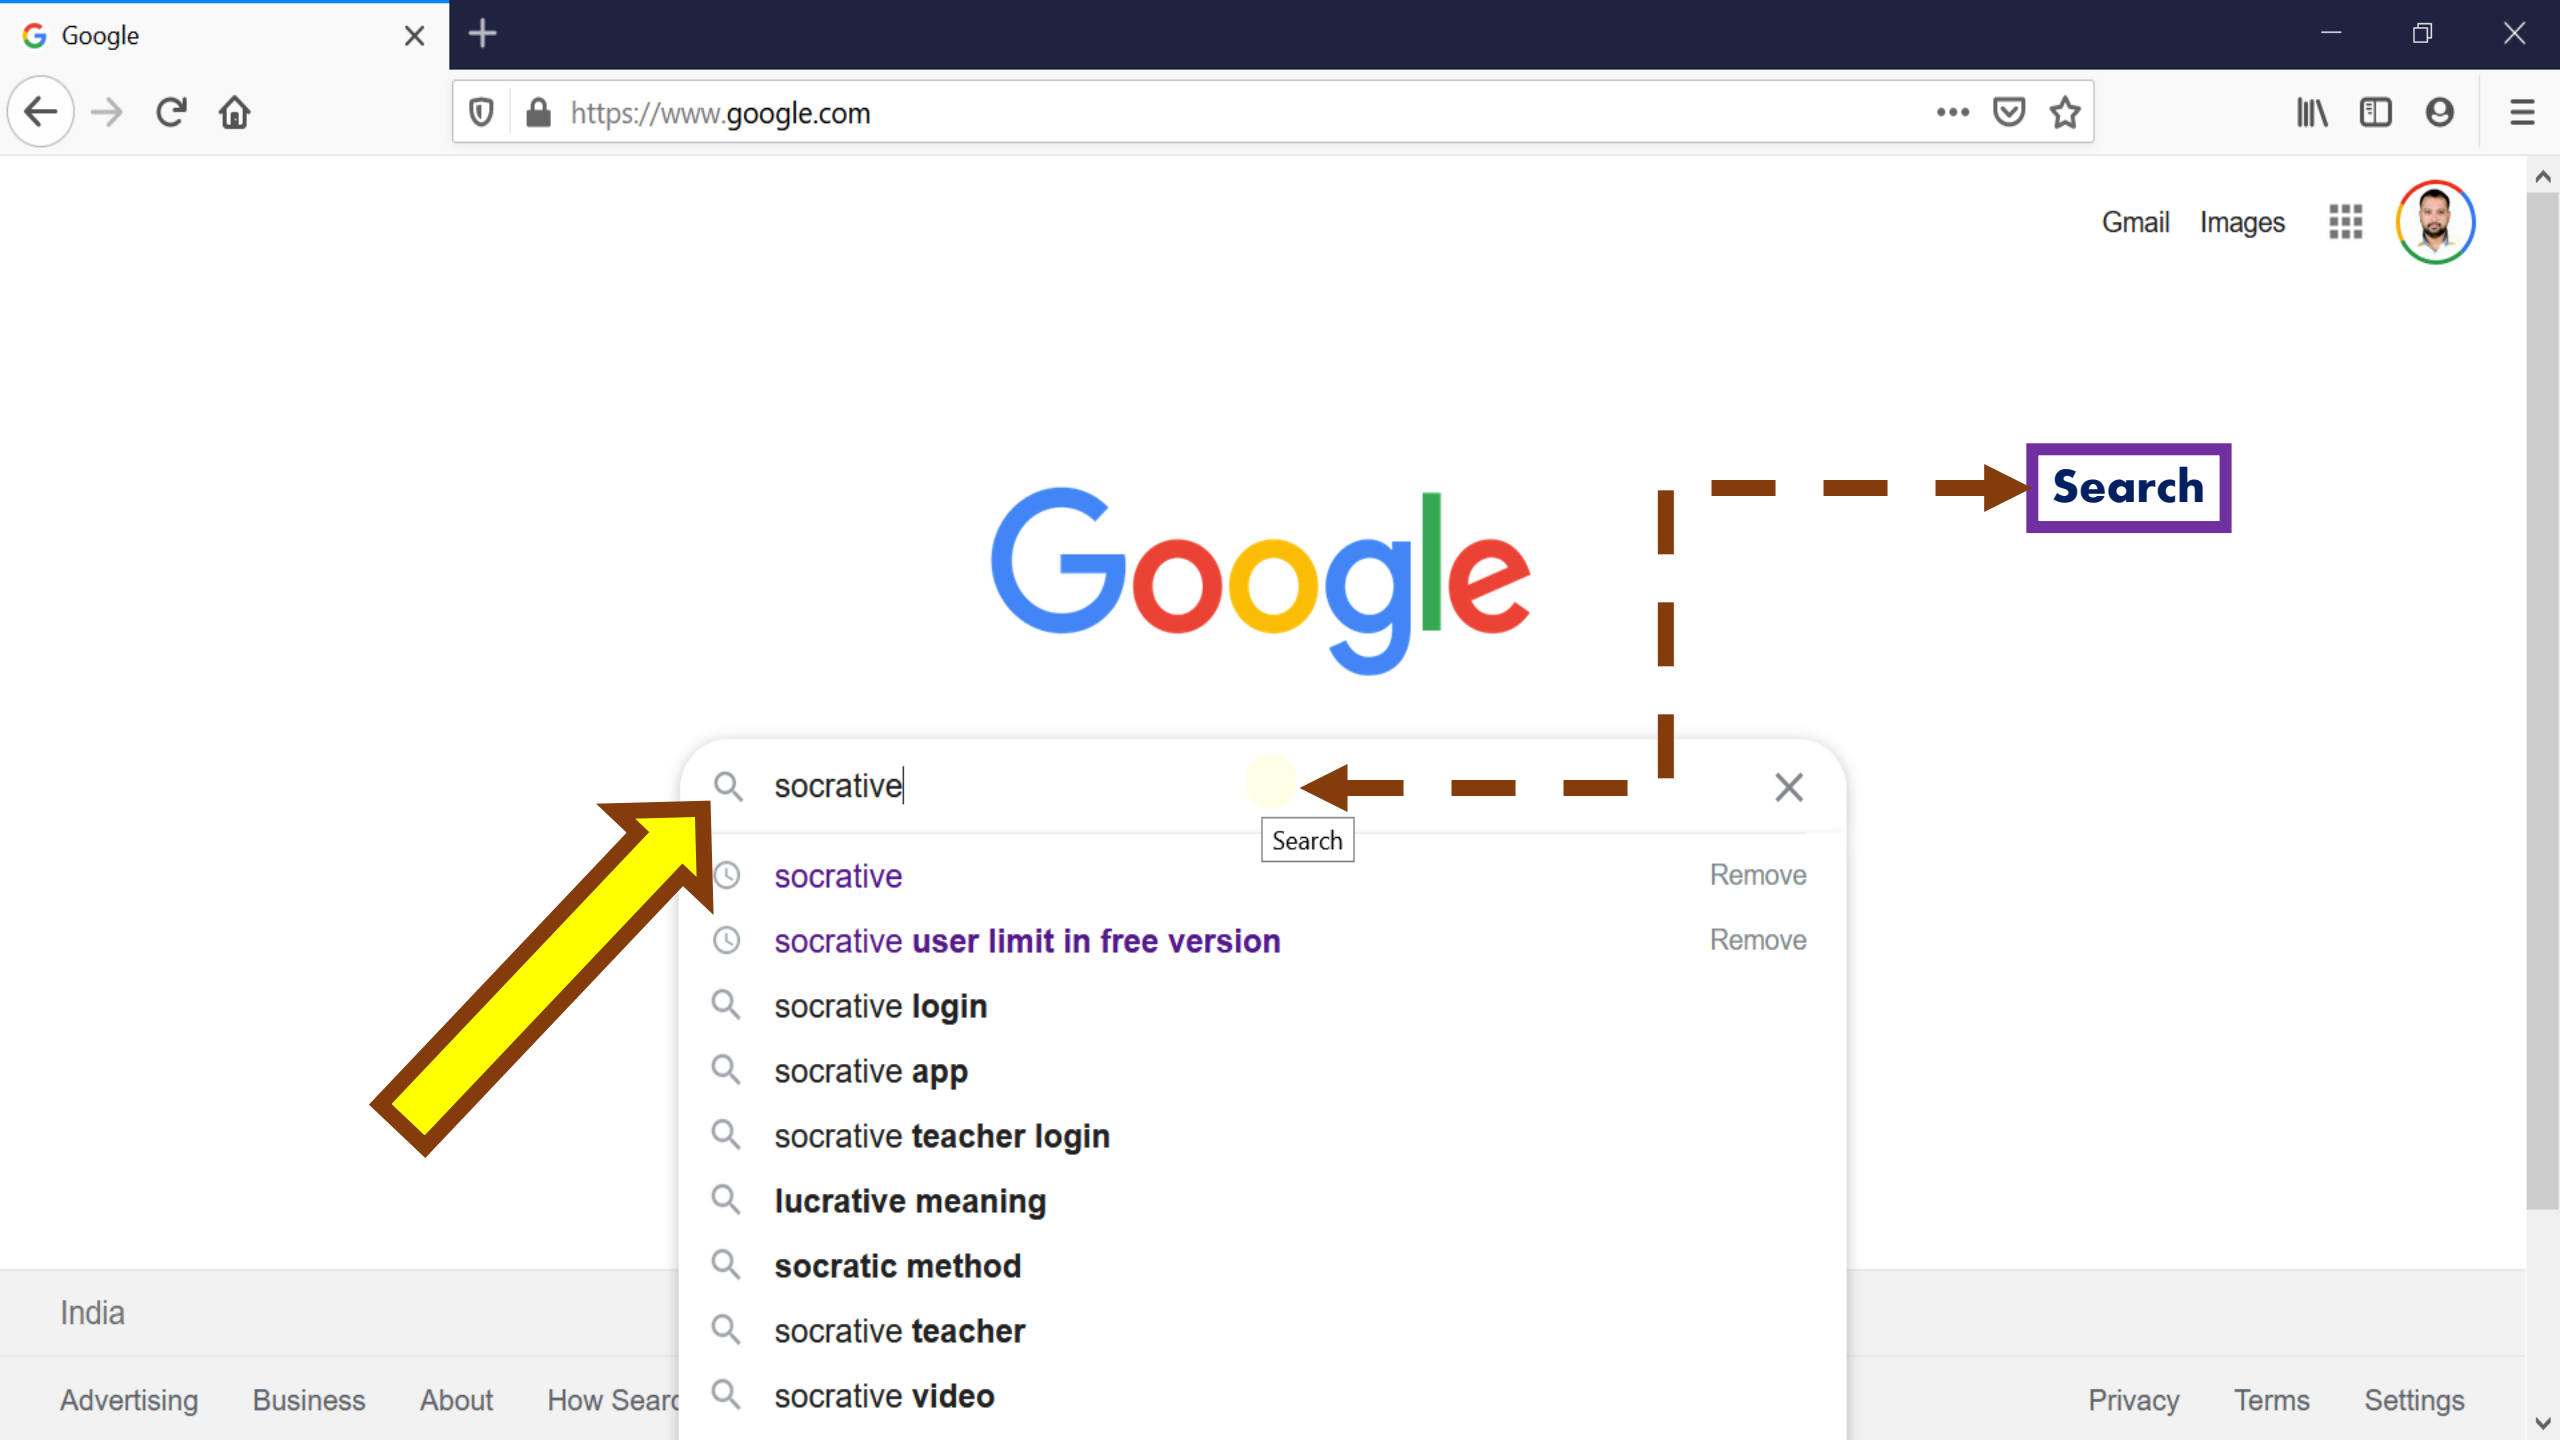 Google
https://www.google.com
Gmail Images
Search
Google
socrative
Search
socrative Remove
socrative user limit in free version Remove
socrative login
socrative app
socrative teacher login
lucrative meaning
socratic method
socrative teacher
socrative video
India
Advertising Business About How Searc
Privacy Terms Settings